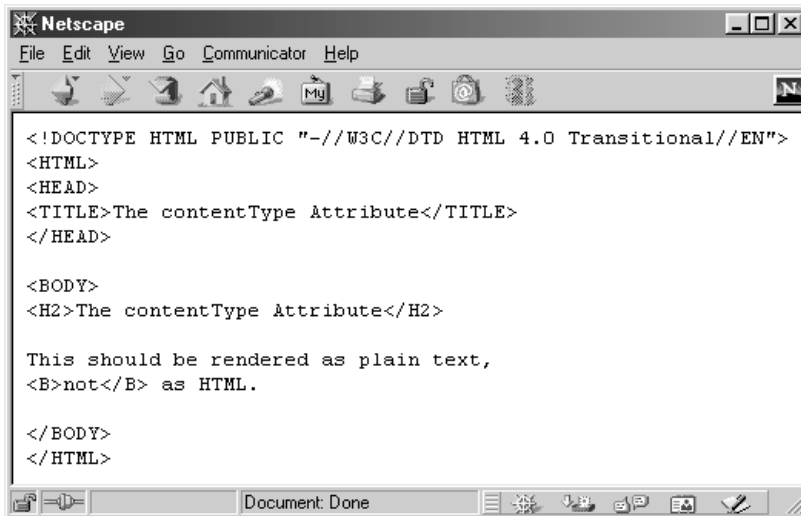 Netscape
File Edit View Go Communicator Help
My
N
<!DOCTYPE HTML PUBLIC "-//W3C//DTD HTML 4.0 Transitional//EN">
<HTML>
<HEAD>
<TITLE>The contentType Attribute</TITLE>
</HEAD>
<BODY>
<H2>The contentType Attribute</H2>
This should be rendered as plain text,
<B>not</B> as HTML.
</BODY>
</HTML>
Document: Done